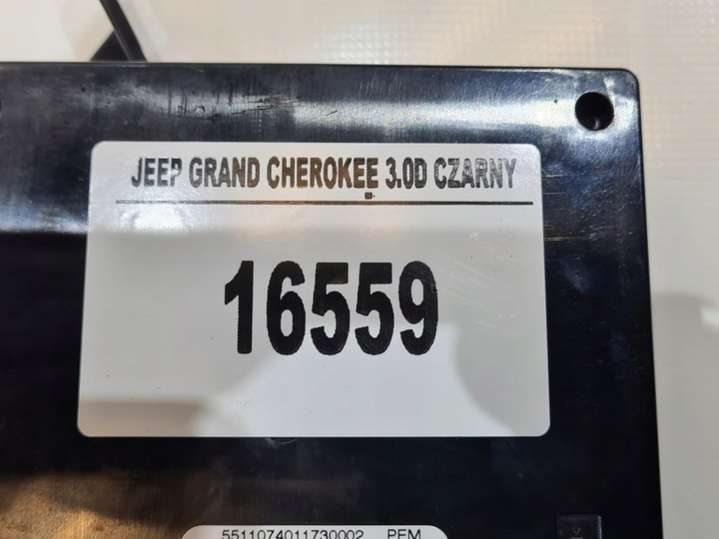 JEEP GRAND CHEROKEE 3.0D CZARNY
16559
5511074011730002 PEM